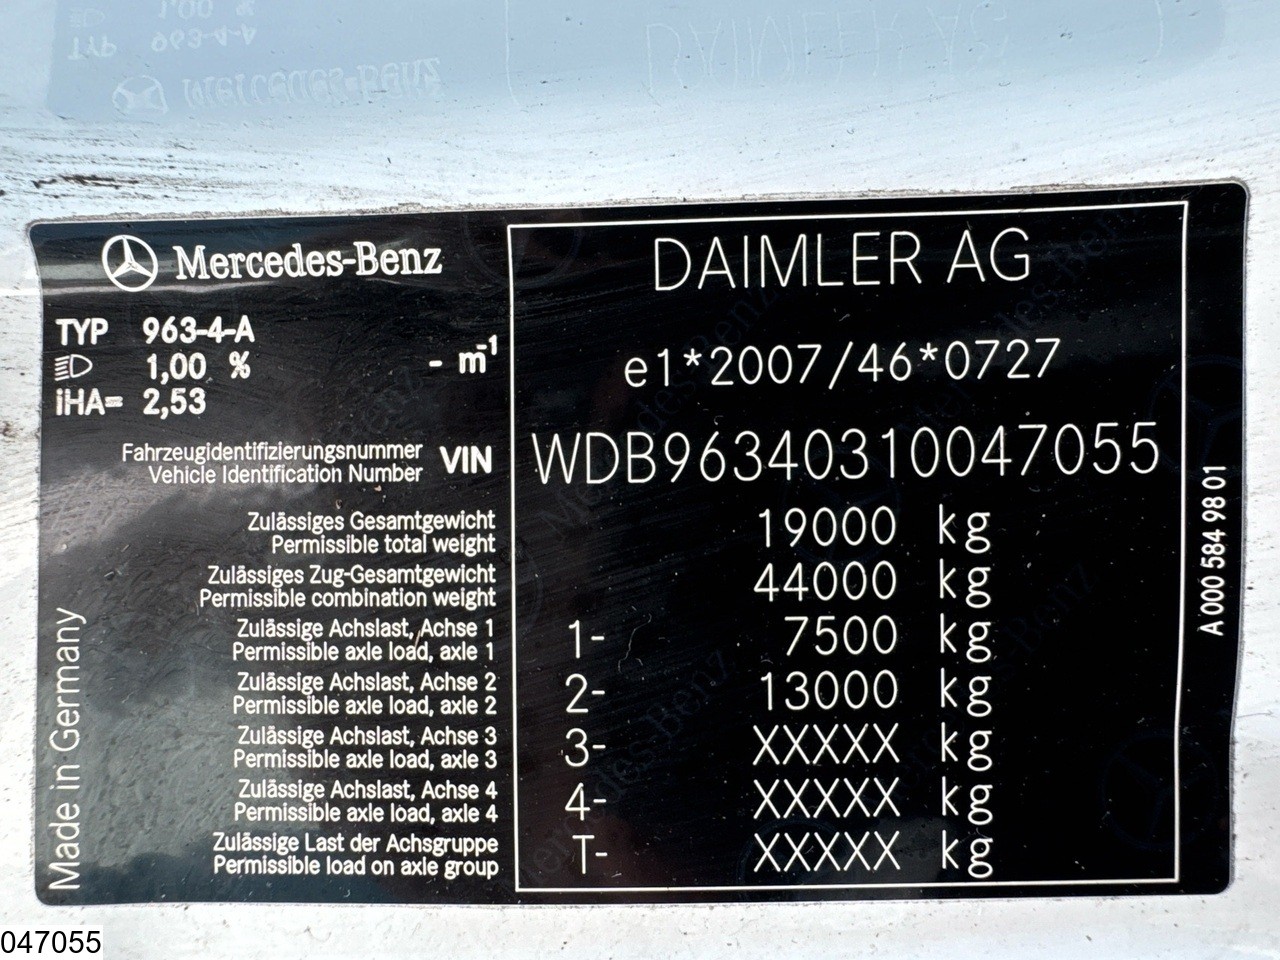 Mercedes-Benz
TYP 963-4-A
1,00 % - m⁻¹
iHA= 2,53
Fahrzeugidentifizierungsnummer
Vehicle Identification Number
VIN
Zulässiges Gesamtgewicht
Permissible total weight
Zulässiges Zug-Gesamtgewicht
Permissible combination weight
Zulässige Achslast, Achse 1
Permissible axle load, axle 1
Zulässige Achslast, Achse 2
Permissible axle load, axle 2
Zulässige Achslast, Achse 3
Permissible axle load, axle 3
Zulässige Achslast, Achse 4
Permissible axle load, axle 4
Zulässige Last der Achsgruppe
Permissible load on axle group
Made in Germany
DAIMLER AG
e1*2007/46*0727
WDB96340310047055
19000 kg
44000 kg
1- 7500 kg
2- 13000 kg
3- XXXXX kg
4- XXXXX kg
T- XXXXX kg
A 000 584 98 01
047055